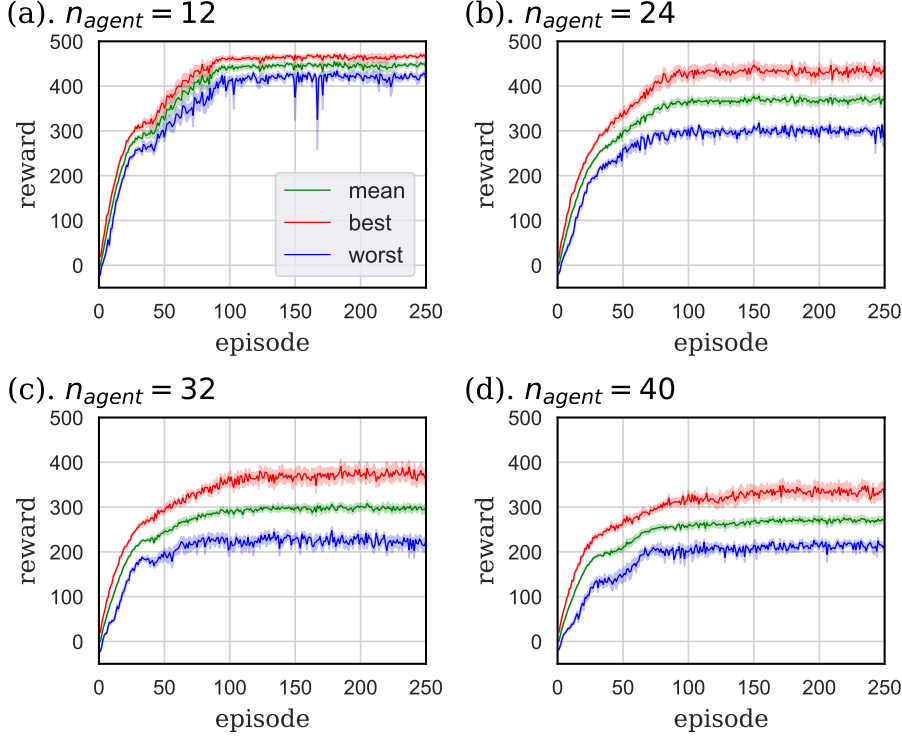 (a). n_agent = 12
500
400
300
200
100
0
reward
mean
best
worst
0 50 100 150 200 250
episode
(b). n_agent = 24
500
400
300
200
100
0
reward
0 50 100 150 200 250
episode
(c). n_agent = 32
500
400
300
200
100
0
reward
0 50 100 150 200 250
episode
(d). n_agent = 40
500
400
300
200
100
0
reward
0 50 100 150 200 250
episode